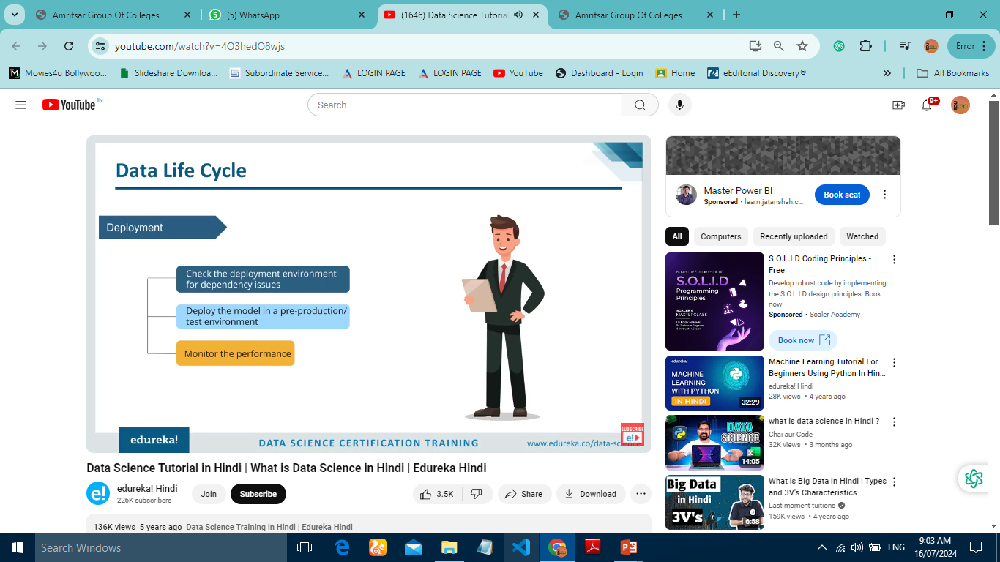 Amritsar Group Of Colleges
(5) WhatsApp
(1646) Data Science Tutorial
Amritsar Group Of Colleges
youtube.com/watch?v=4O3hedO8wjs
Error
Movies4u Bollywoo...
Slideshare Downloa...
Subordinate Service...
LOGIN PAGE
LOGIN PAGE
YouTube
Dashboard - Login
Home
eEditorial Discovery®
All Bookmarks
YouTube IN
Search
9+
Data Life Cycle
Deployment
Check the deployment environment
for dependency issues
Deploy the model in a pre-production/
test environment
Monitor the performance
edureka!
DATA SCIENCE CERTIFICATION TRAINING
www.edureka.co/data-science
SUBSCRIBE
e!
Data Science Tutorial in Hindi | What is Data Science in Hindi | Edureka Hindi
e!
edureka! Hindi
226K subscribers
Join
Subscribe
3.5K
Share
Download
136K views 5 years ago Data Science Training in Hindi | Edureka Hindi
Master Power BI
Sponsored · learn.jatanshah.c...
Book seat
All
Computers
Recently uploaded
Watched
Master the Fundamentals of
S.O.L.I.D
Programming
Principles
SCALER
MASTERCLASS
S.O.L.I.D Coding Principles -
Free
Develop robust code by implementing
the S.O.L.I.D design principles. Book
now
Sponsored · Scaler Academy
Book now
edureka!
MACHINE
LEARNING
WITH PYTHON
IN HINDI
32:29
Machine Learning Tutorial For
Beginners Using Python In Hin...
edureka! Hindi
28K views • 4 years ago
DATA
SCIENCE
14:05
what is data science in Hindi ?
Chai aur Code
32K views • 3 months ago
Big Data
in Hindi
3V's
6:58
What is Big Data in Hindi | Types
and 3V's Characteristics
Last moment tuitions
159K views • 4 years ago
Search Windows
ENG
9:03 AM
16/07/2024